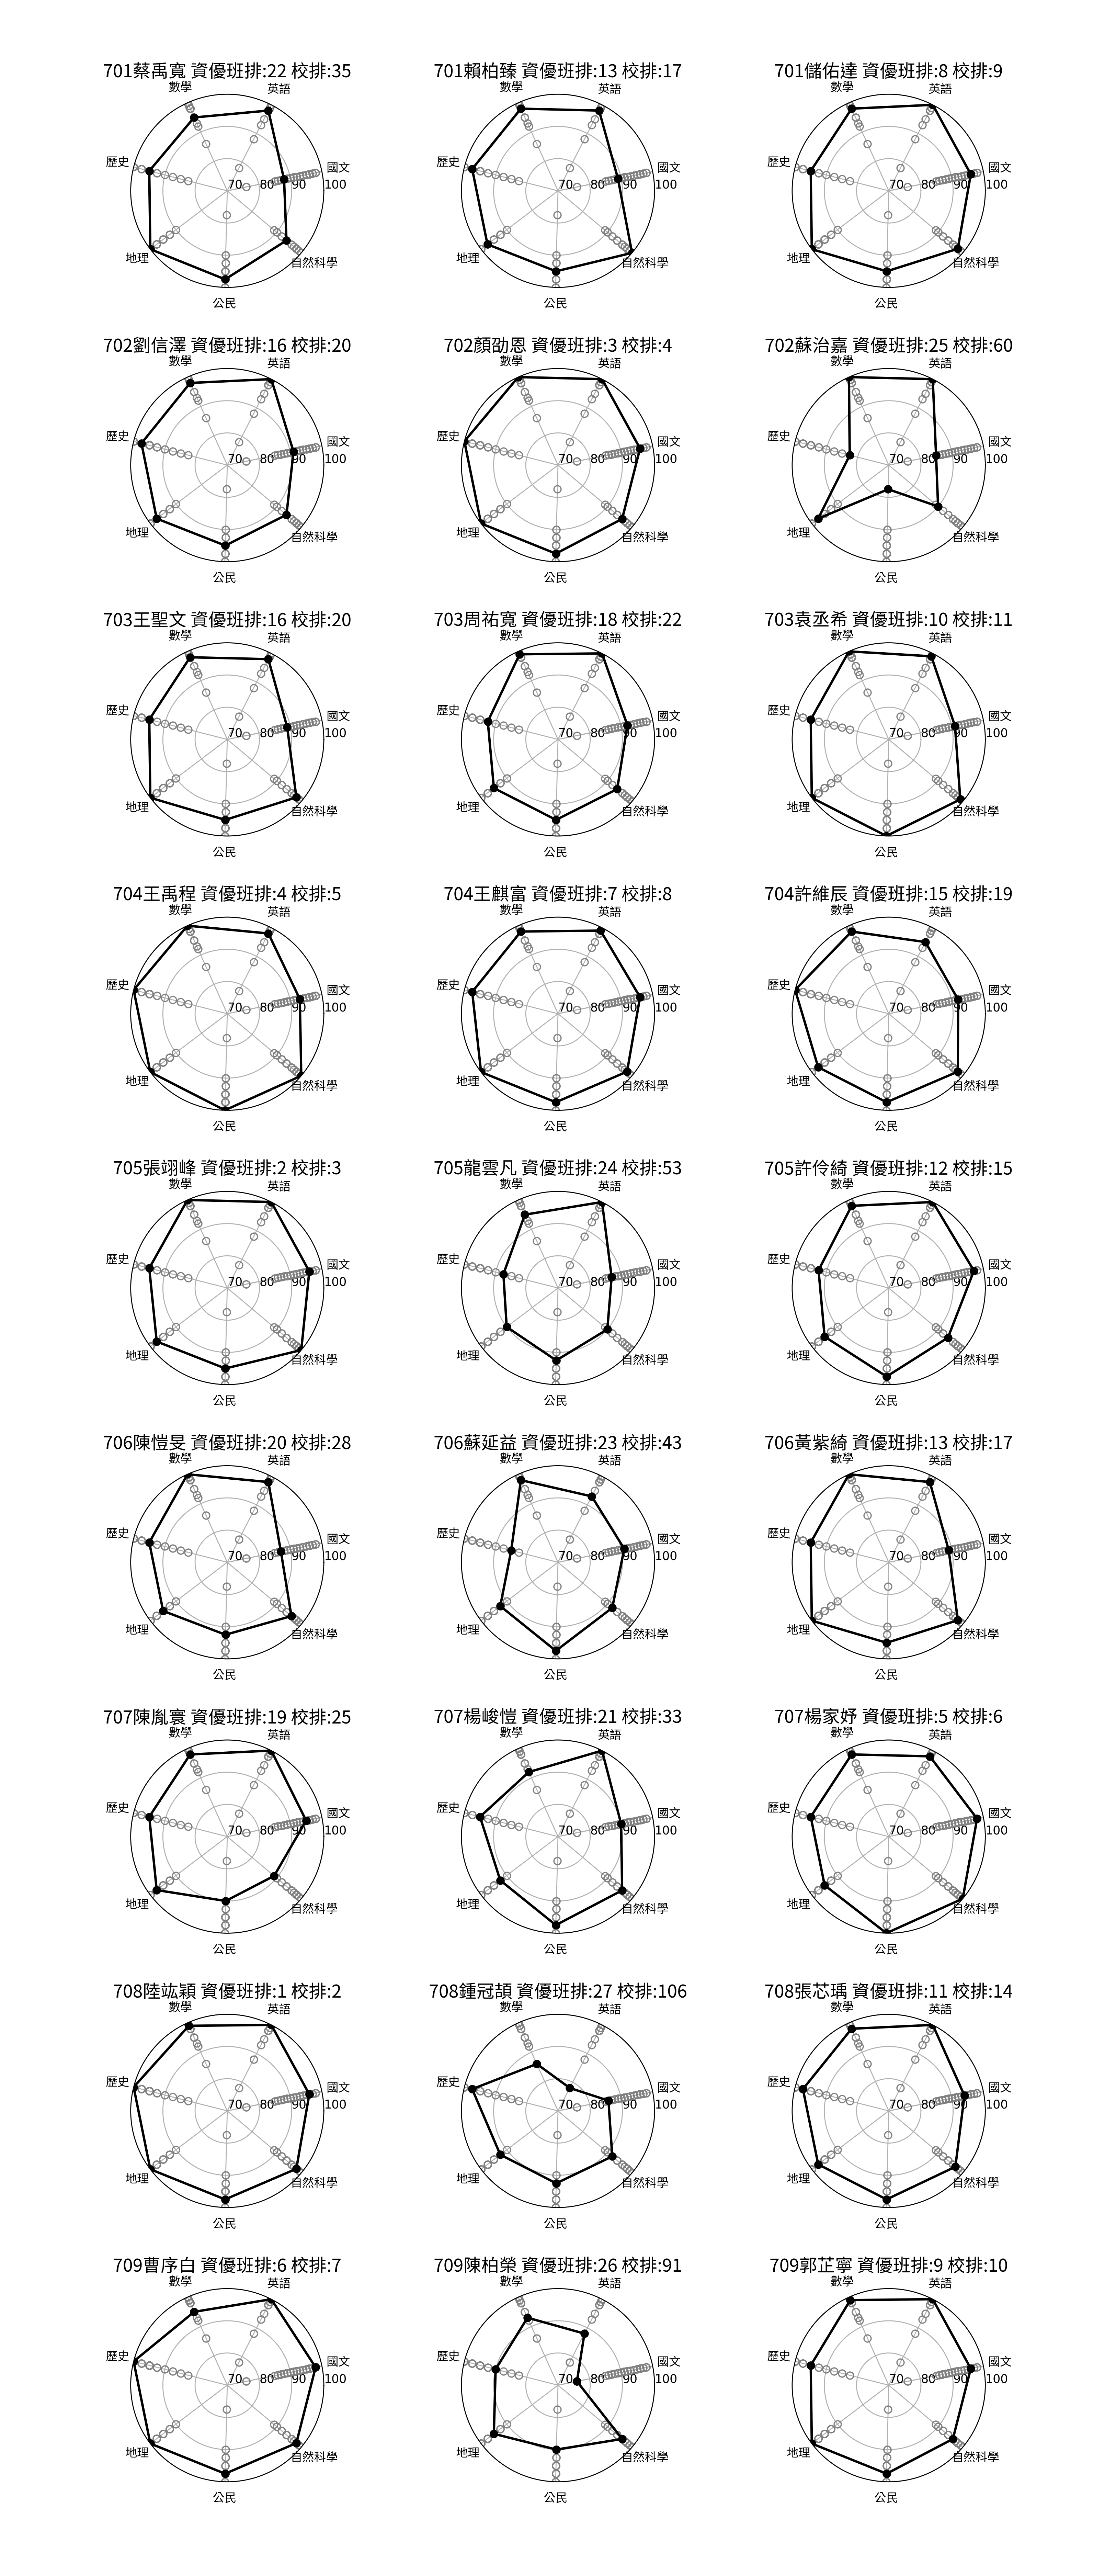 701蔡禹寬 資優班排:22 校排:35
數學 英語
歷史 國文
70 80 90 100
地理 自然科學
公民
701賴柏臻 資優班排:13 校排:17
數學 英語
歷史 國文
70 80 90 100
地理 自然科學
公民
701儲佑達 資優班排:8 校排:9
數學 英語
歷史 國文
70 80 90 100
地理 自然科學
公民
702劉信澤 資優班排:16 校排:20
數學 英語
歷史 國文
70 80 90 100
地理 自然科學
公民
702顏劭恩 資優班排:3 校排:4
數學 英語
歷史 國文
70 80 90 100
地理 自然科學
公民
702蘇治嘉 資優班排:25 校排:60
數學 英語
歷史 國文
70 80 90 100
地理 自然科學
公民
703王聖文 資優班排:16 校排:20
數學 英語
歷史 國文
70 80 90 100
地理 自然科學
公民
703周祐寬 資優班排:18 校排:22
數學 英語
歷史 國文
70 80 90 100
地理 自然科學
公民
703袁丞希 資優班排:10 校排:11
數學 英語
歷史 國文
70 80 90 100
地理 自然科學
公民
704王禹程 資優班排:4 校排:5
數學 英語
歷史 國文
70 80 90 100
地理 自然科學
公民
704王麒富 資優班排:7 校排:8
數學 英語
歷史 國文
70 80 90 100
地理 自然科學
公民
704許維辰 資優班排:15 校排:19
數學 英語
歷史 國文
70 80 90 100
地理 自然科學
公民
705張翊峰 資優班排:2 校排:3
數學 英語
歷史 國文
70 80 90 100
地理 自然科學
公民
705龍雲凡 資優班排:24 校排:53
數學 英語
歷史 國文
70 80 90 100
地理 自然科學
公民
705許伶綺 資優班排:12 校排:15
數學 英語
歷史 國文
70 80 90 100
地理 自然科學
公民
706陳愷旻 資優班排:20 校排:28
數學 英語
歷史 國文
70 80 90 100
地理 自然科學
公民
706蘇延益 資優班排:23 校排:43
數學 英語
歷史 國文
70 80 90 100
地理 自然科學
公民
706黃紫綺 資優班排:13 校排:17
數學 英語
歷史 國文
70 80 90 100
地理 自然科學
公民
707陳胤寰 資優班排:19 校排:25
數學 英語
歷史 國文
70 80 90 100
地理 自然科學
公民
707楊峻愷 資優班排:21 校排:33
數學 英語
歷史 國文
70 80 90 100
地理 自然科學
公民
707楊家妤 資優班排:5 校排:6
數學 英語
歷史 國文
70 80 90 100
地理 自然科學
公民
708陸竑穎 資優班排:1 校排:2
數學 英語
歷史 國文
70 80 90 100
地理 自然科學
公民
708鍾冠頡 資優班排:27 校排:106
數學 英語
歷史 國文
70 80 90 100
地理 自然科學
公民
708張芯瑀 資優班排:11 校排:14
數學 英語
歷史 國文
70 80 90 100
地理 自然科學
公民
709曹序白 資優班排:6 校排:7
數學 英語
歷史 國文
70 80 90 100
地理 自然科學
公民
709陳柏榮 資優班排:26 校排:91
數學 英語
歷史 國文
70 80 90 100
地理 自然科學
公民
709郭芷寧 資優班排:9 校排:10
數學 英語
歷史 國文
70 80 90 100
地理 自然科學
公民